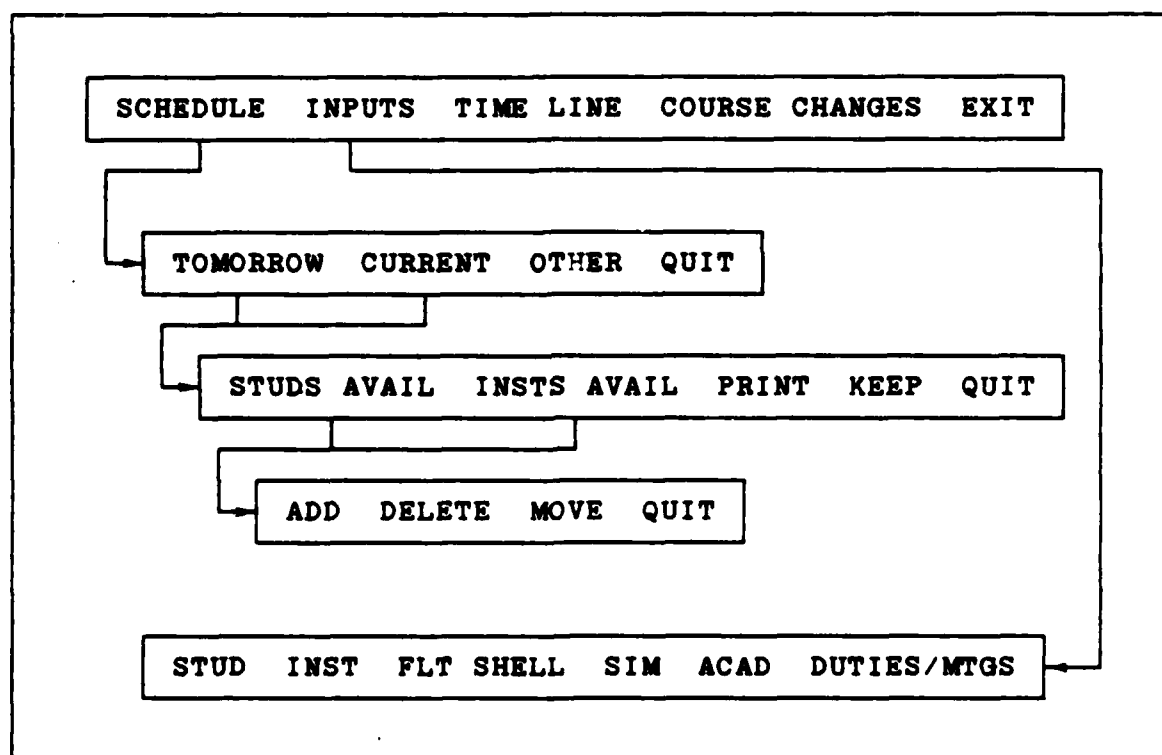 SCHEDULE INPUTS TIME LINE COURSE CHANGES EXIT
TOMORROW CURRENT OTHER QUIT
STUDS AVAIL INSTS AVAIL PRINT KEEP QUIT
ADD DELETE MOVE QUIT
STUD INST FLT SHELL SIM ACAD DUTIES/MTGS